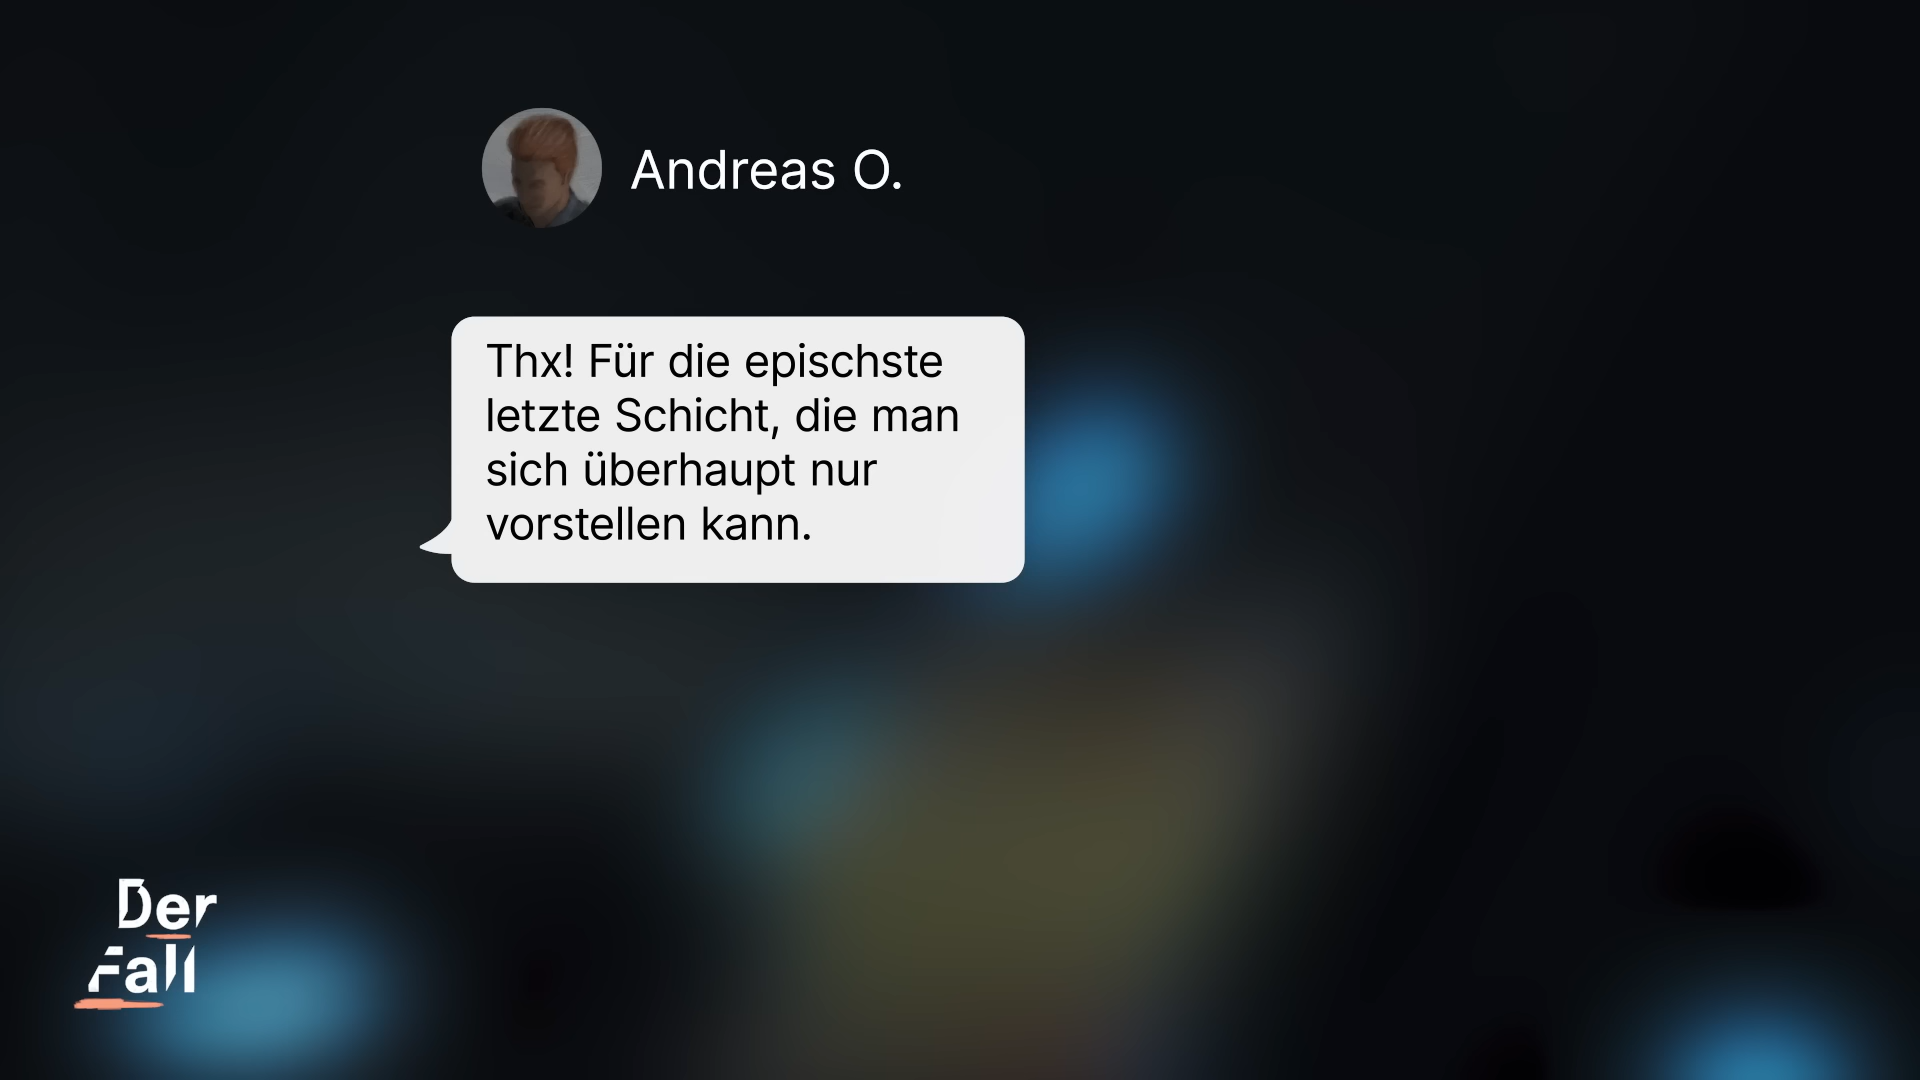 Andreas O.
Thx! Für die epischste
letzte Schicht, die man
sich überhaupt nur
vorstellen kann.
Der
Fall